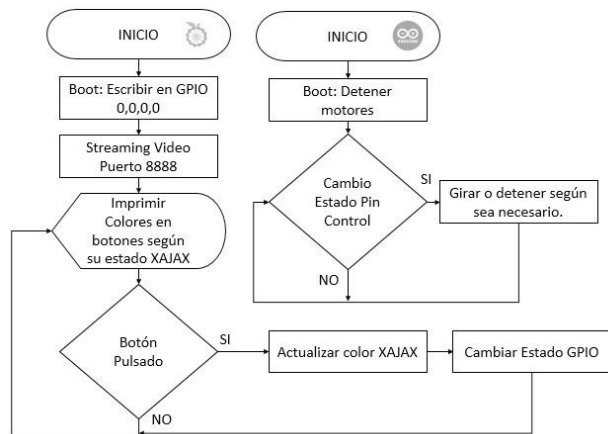 INICIO
Boot: Escribir en GPIO
0,0,0,0
Streaming Video
Puerto 8888
Imprimir
Colores en
botones según
su estado XAJAX
Botón
Pulsado
SI
NO
Actualizar color XAJAX
Cambiar Estado GPIO
INICIO
Boot: Detener
motores
Cambio
Estado Pin
Control
SI
NO
Girar o detener según
sea necesario.